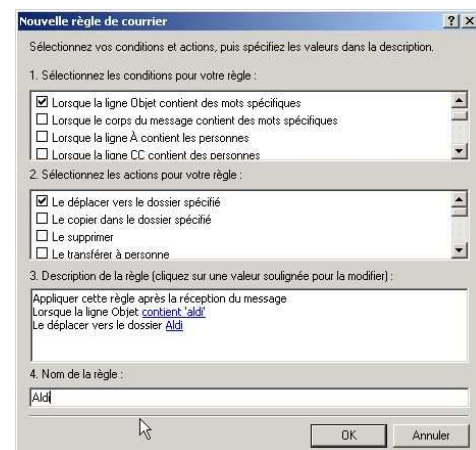 Nouvelle règle de courrier
Sélectionnez vos conditions et actions, puis spécifiez les valeurs dans la description.
1. Sélectionnez les conditions pour votre règle :
Lorsque la ligne Objet contient des mots spécifiques
Lorsque le corps du message contient des mots spécifiques
Lorsque la ligne À contient les personnes
Lorsque la ligne CC contient des personnes
2. Sélectionnez les actions pour votre règle :
Le déplacer vers le dossier spécifié
Le copier dans le dossier spécifié
Le supprimer
Le transférer à personne
3. Description de la règle (cliquez sur une valeur soulignée pour la modifier) :
Appliquer cette règle après la réception du message
Lorsque la ligne Objet contient 'aldi'
Le déplacer vers le dossier Aldi
4. Nom de la règle :
Aldi
OK Annuler